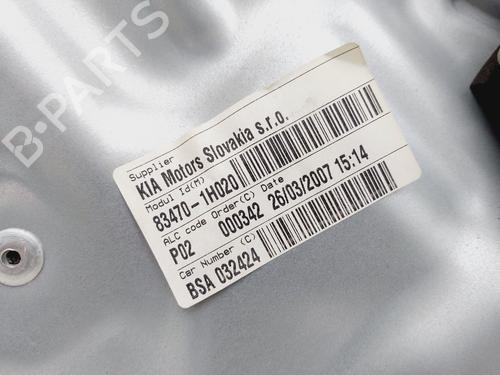 B-PARTS
Supplier
KIA Motors Slovakia s.r.o.
Modul Id(M)
83470-1H020
ALC code Order(C) Date
P02 000342 26/03/2007 15:14
Car Number (C)
BSA 032424